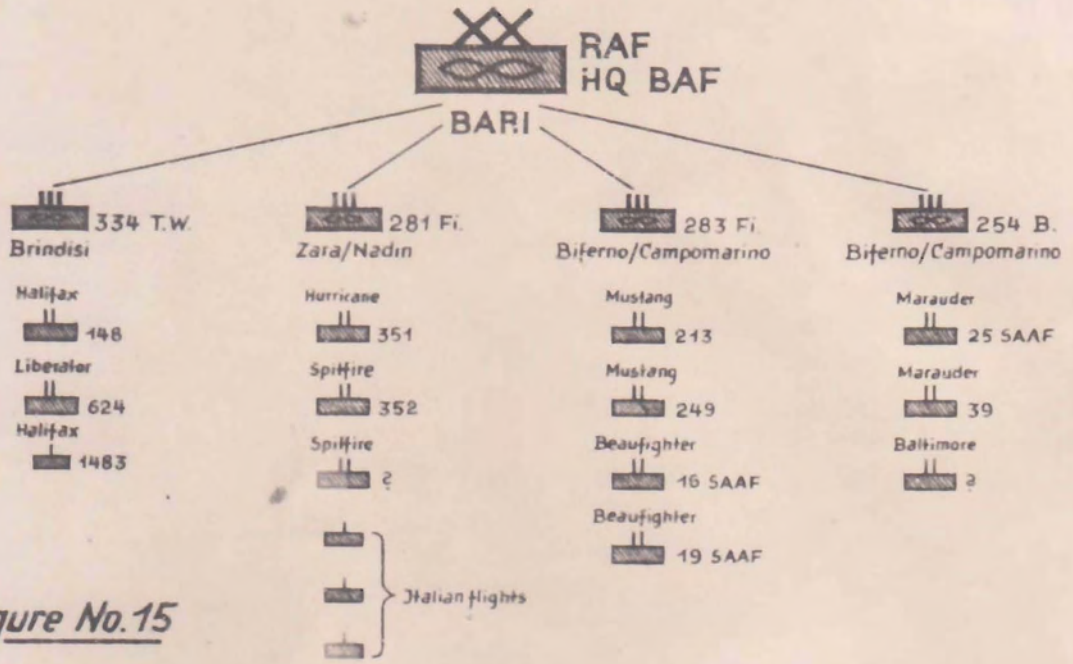 RAF
HQ BAF
BARI
334 T.W.
Brindisi
Halifax
148
Liberator
624
Halifax
1483
281 Fi.
Zara/Nadin
Hurricane
351
Spitfire
352
Spitfire
?
Italian flights
283 Fi.
Biferno/Campomarino
Mustang
213
Mustang
249
Beaufighter
16 SAAF
Beaufighter
19 SAAF
254 B.
Biferno/Campomarino
Marauder
25 SAAF
Marauder
39
Baltimore
?
gure No.15